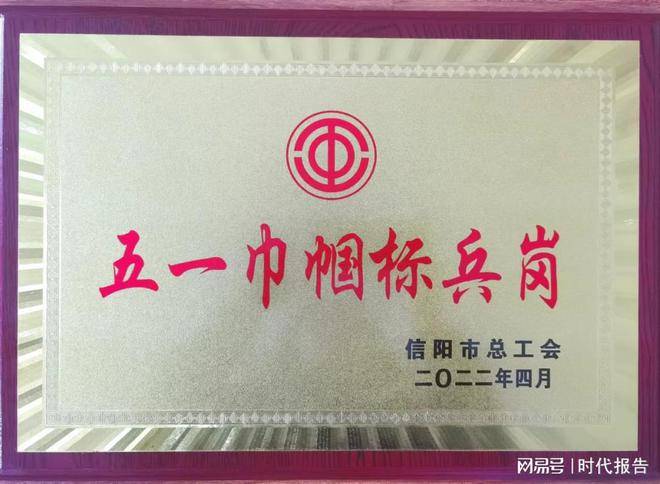 五一巾帼标兵岗
信阳市总工会
二〇二二年四月
网易号 | 时代报告